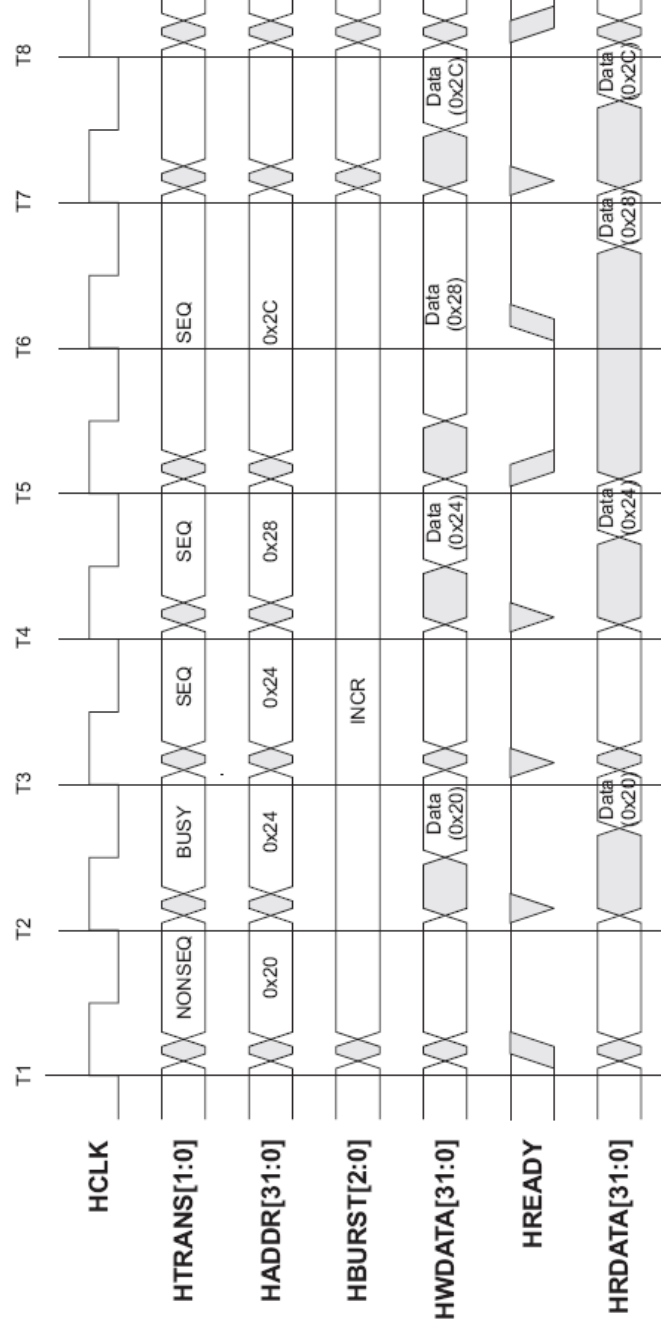 T1 T2 T3 T4 T5 T6 T7 T8
HCLK
HTRANS[1:0] NONSEQ BUSY SEQ SEQ SEQ
HADDR[31:0] 0x20 0x24 0x24 0x28 0x2C
HBURST[2:0] INCR
HWDATA[31:0] Data (0x20) Data (0x24) Data (0x28) Data (0x2C)
HREADY
HRDATA[31:0] Data (0x20) Data (0x24) Data (0x28) Data (0x2C)